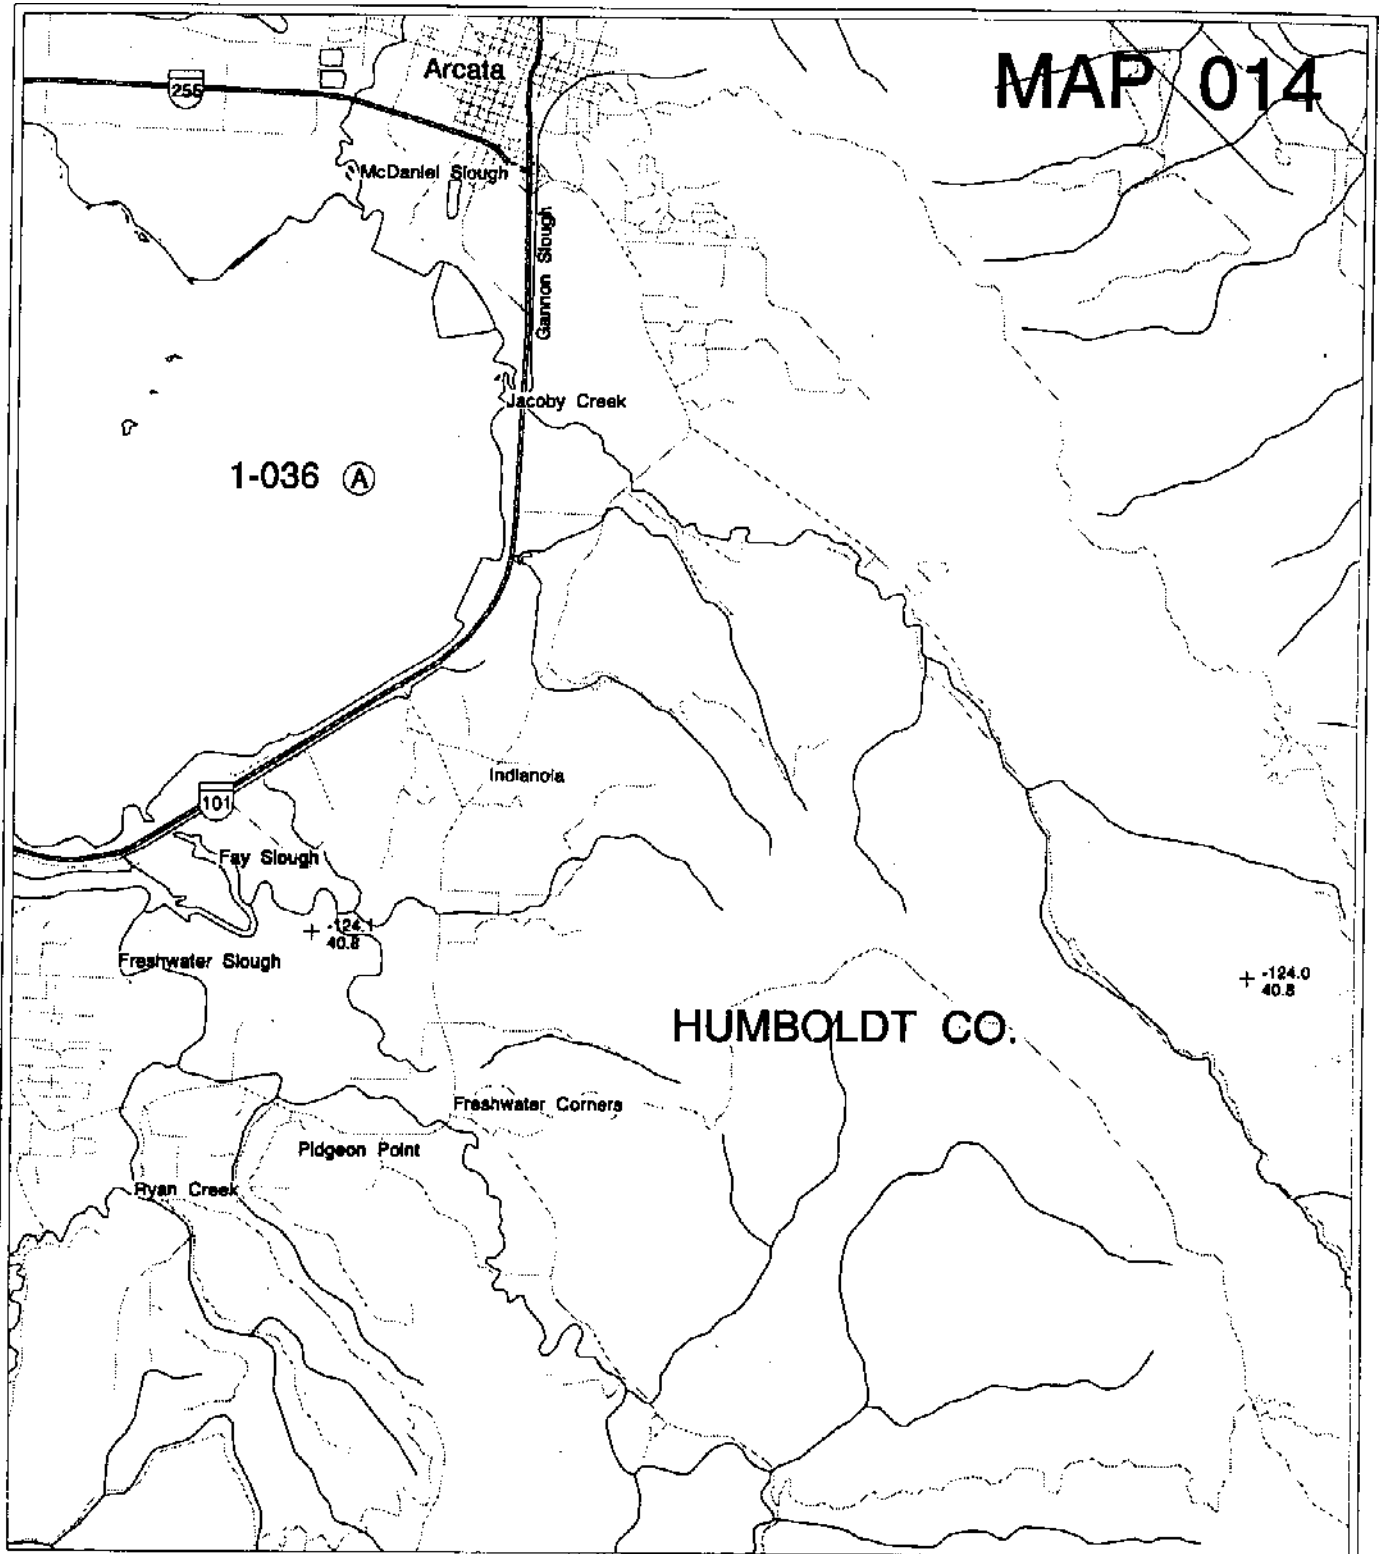 Arcata
MAP 014
255
McDaniel Slough
Gannon Slough
Jacoby Creek
1-036 A
Indianola
101
Fay Slough
-124.1
40.8
Freshwater Slough
-124.0
40.8
HUMBOLDT CO.
Freshwater Corners
Pidgeon Point
Ryan Creek